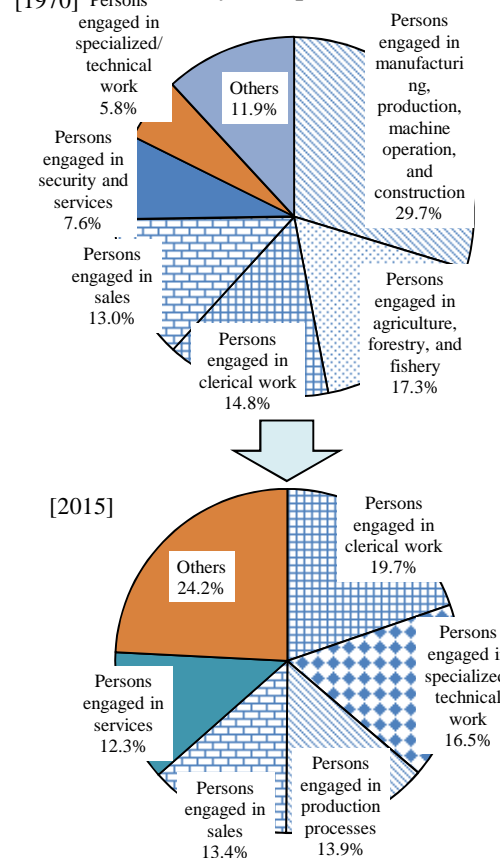 [1970]
Persons
engaged in
specialized/
technical
work
5.8%
Others
11.9%
Persons
engaged in
manufacturi
ng,
production,
machine
operation,
and
construction
29.7%
Persons
engaged in
security and
services
7.6%
Persons
engaged in
sales
13.0%
Persons
engaged in
clerical work
14.8%
Persons
engaged in
agriculture,
forestry, and
fishery
17.3%
[2015]
Persons
engaged in
clerical work
19.7%
Others
24.2%
Persons
engaged i
specialized
technical
work
16.5%
Persons
engaged in
services
12.3%
Persons
engaged in
sales
13.4%
Persons
engaged in
production
processes
13.9%